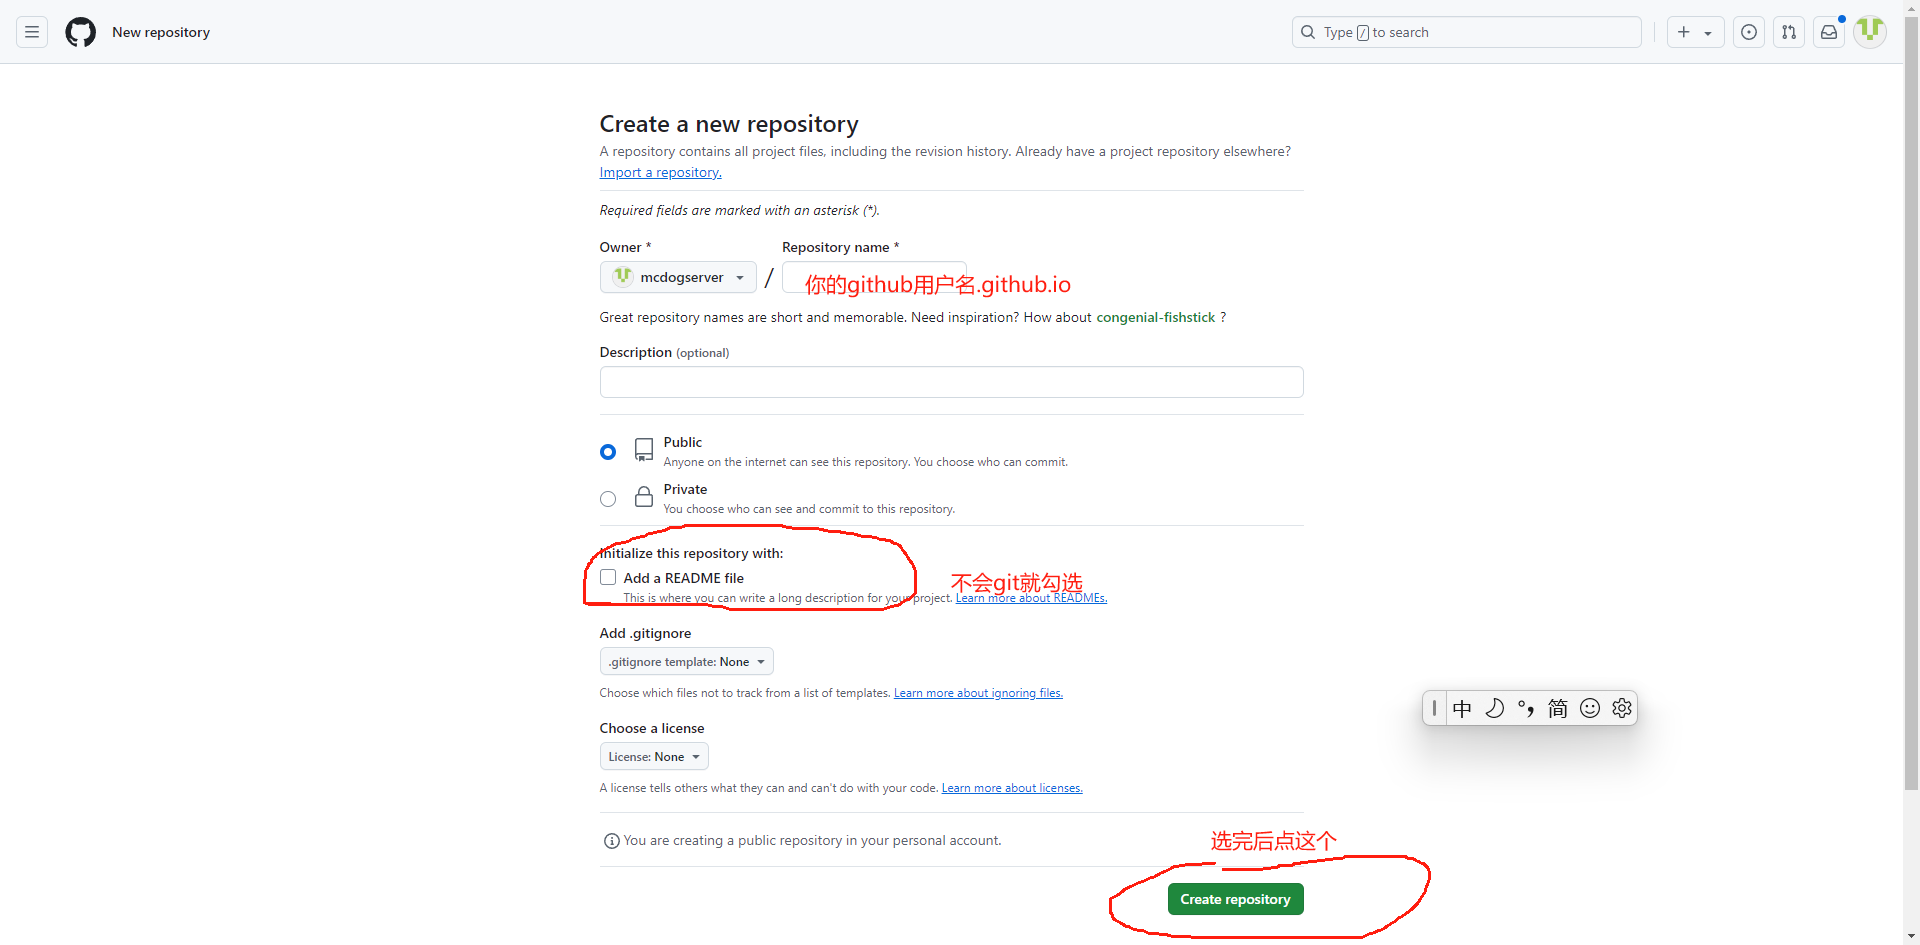 New repository
Type / to search
Create a new repository
A repository contains all project files, including the revision history. Already have a project repository elsewhere?
Import a repository.
Required fields are marked with an asterisk (*).
Owner * Repository name *
mcdogserver / 你的github用户名.github.io
Great repository names are short and memorable. Need inspiration? How about congenial-fishstick ?
Description (optional)
Public
Anyone on the internet can see this repository. You choose who can commit.
Private
You choose who can see and commit to this repository.
Initialize this repository with:
Add a README file
不会git就勾选
This is where you can write a long description for your project. Learn more about READMEs.
Add .gitignore
.gitignore template: None
Choose which files not to track from a list of templates. Learn more about ignoring files.
中 °, 简
Choose a license
License: None
A license tells others what they can and can't do with your code. Learn more about licenses.
You are creating a public repository in your personal account.
选完后点这个
Create repository